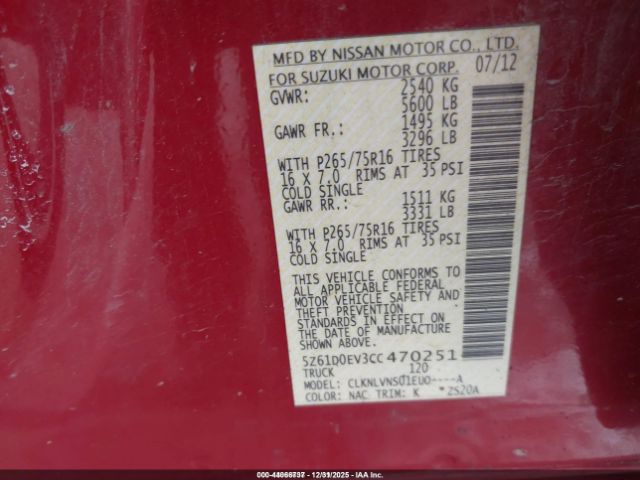 MFD BY NISSAN MOTOR CO., LTD.
FOR SUZUKI MOTOR CORP. 07/12
GVWR: 2540 KG
5600 LB
GAWR FR.: 1495 KG
3296 LB
WITH P265/75R16 TIRES
16 X 7.0 RIMS AT 35 PSI
COLD SINGLE
GAWR RR.: 1511 KG
3331 LB
WITH P265/75R16 TIRES
16 X 7.0 RIMS AT 35 PSI
COLD SINGLE
THIS VEHICLE CONFORMS TO
ALL APPLICABLE FEDERAL
MOTOR VEHICLE SAFETY AND
THEFT PREVENTION
STANDARDS IN EFFECT ON
THE DATE OF MANUFACTURE
5Z61D0EV3CC470251
TRUCK 120
MODEL: CLKNLVNS01EU0----A
COLOR: NAC TRIM: K *2S20A
12/31/2025 - IAA Inc.